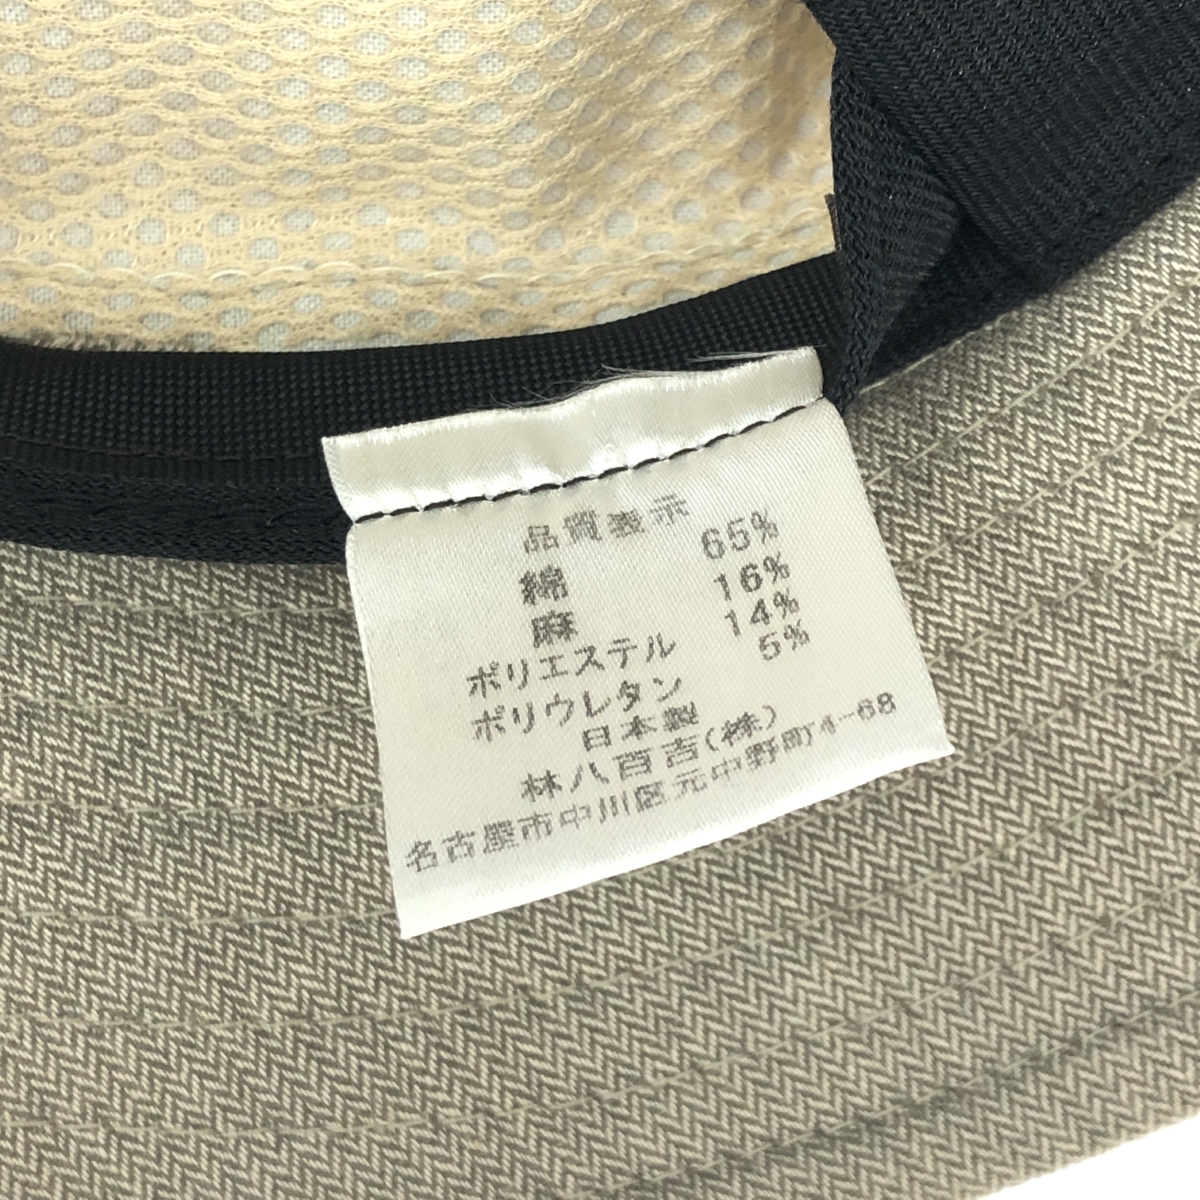 品質表示
綿 65%
麻 16%
ポリエステル 14%
ポリウレタン 5%
日本製
林八百吉(株)
名古屋市中川区元中野町4-68